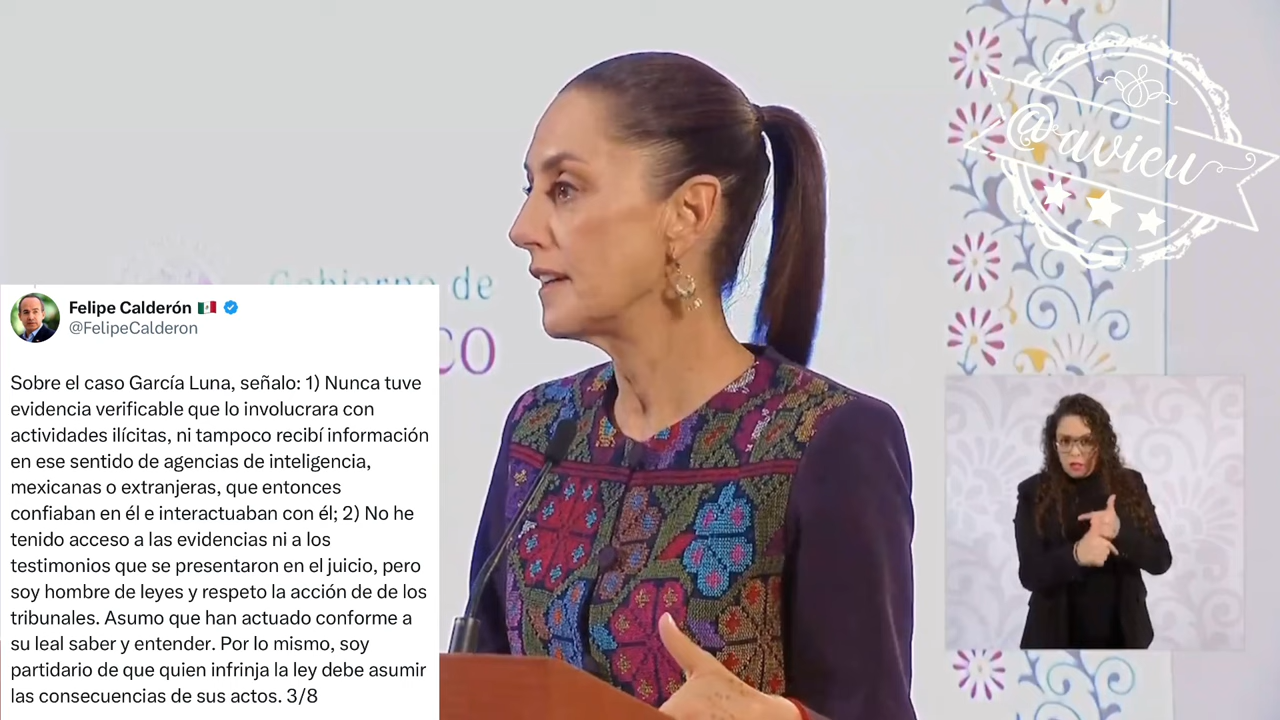 Gobierno de
CO
@avieu
Felipe Calderón
@FelipeCalderon
Sobre el caso García Luna, señalo: 1) Nunca tuve
evidencia verificable que lo involucrara con
actividades ilícitas, ni tampoco recibí información
en ese sentido de agencias de inteligencia,
mexicanas o extranjeras, que entonces
confiaban en él e interactuaban con él; 2) No he
tenido acceso a las evidencias ni a los
testimonios que se presentaron en el juicio, pero
soy hombre de leyes y respeto la acción de de los
tribunales. Asumo que han actuado conforme a
su leal saber y entender. Por lo mismo, soy
partidario de que quien infrinja la ley debe asumir
las consecuencias de sus actos. 3/8